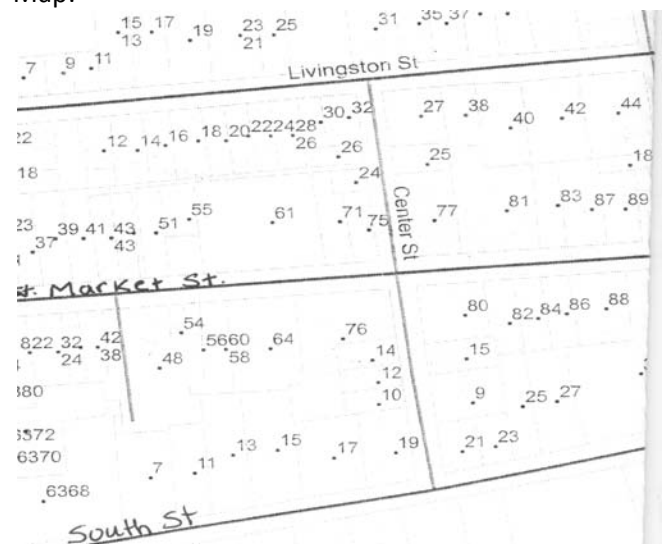 Map:
15 17 23 25 31 35 37
13 19 21
7 9 11
Livingston St
30 32 27 38 42 44
12 14 16 18 20 22 24 28 40
26 26 25 18
18 24
Center St
23 39 41 43 51 55 61 71 75 77 81 83 87 89
37 43
Market St.
80 82 84 86 88
54 76
822 32 42 56 60 64 14 15
24 38 48 58 12
10 9 25 27
6370
13 15 17 19 21 23
7 11
6368
South St